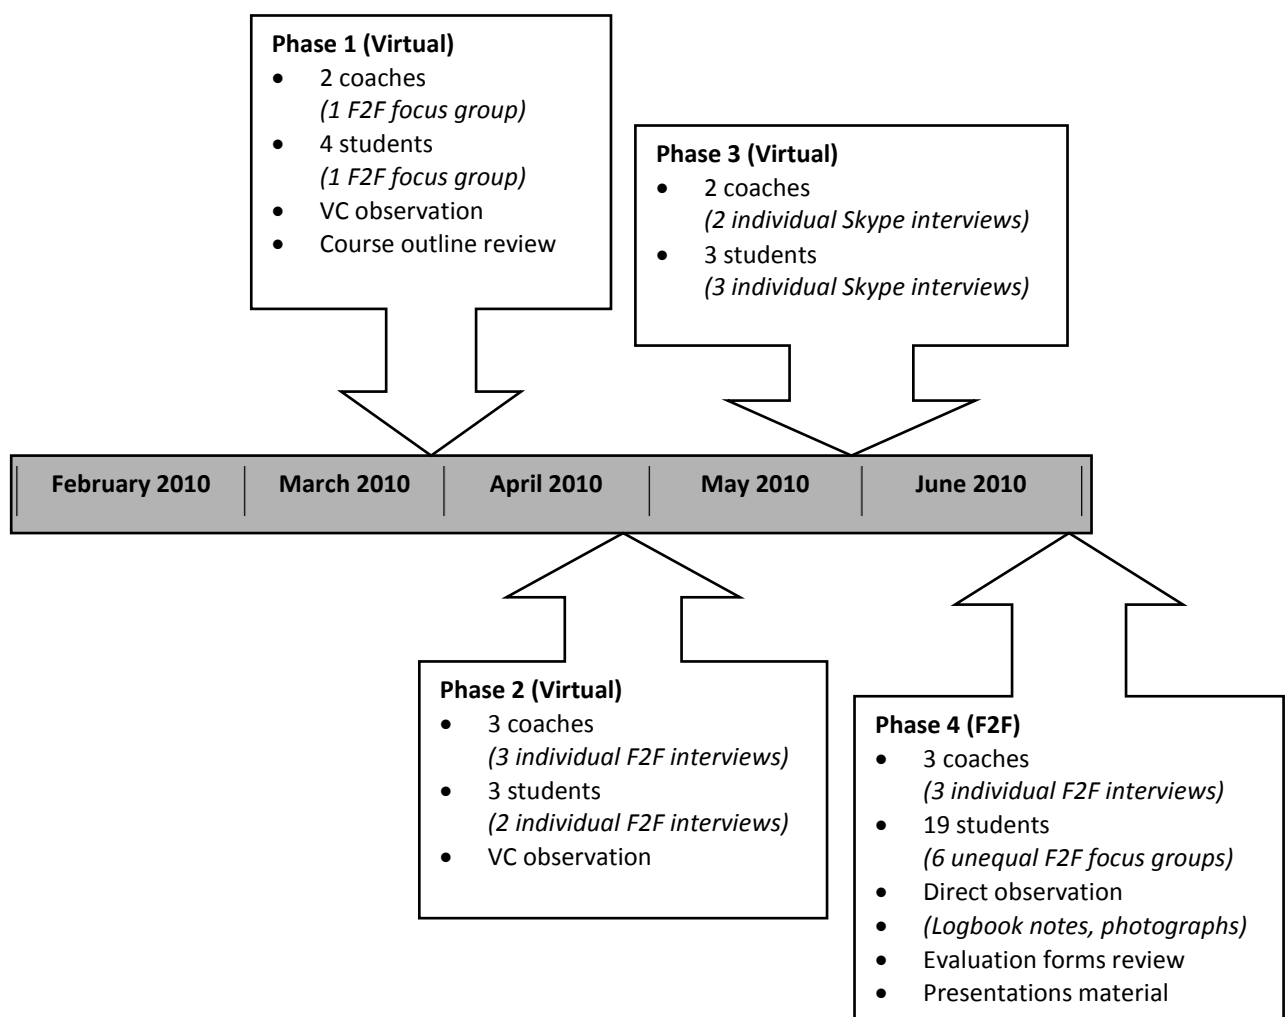 Phase 1 (Virtual)
• 2 coaches
(1 F2F focus group)
• 4 students
(1 F2F focus group)
• VC observation
• Course outline review
Phase 3 (Virtual)
• 2 coaches
(2 individual Skype interviews)
• 3 students
(3 individual Skype interviews)
February 2010
March 2010
April 2010
May 2010
June 2010
Phase 2 (Virtual)
• 3 coaches
(3 individual F2F interviews)
• 3 students
(2 individual F2F interviews)
• VC observation
Phase 4 (F2F)
• 3 coaches
(3 individual F2F interviews)
• 19 students
(6 unequal F2F focus groups)
• Direct observation
• (Logbook notes, photographs)
• Evaluation forms review
• Presentations material